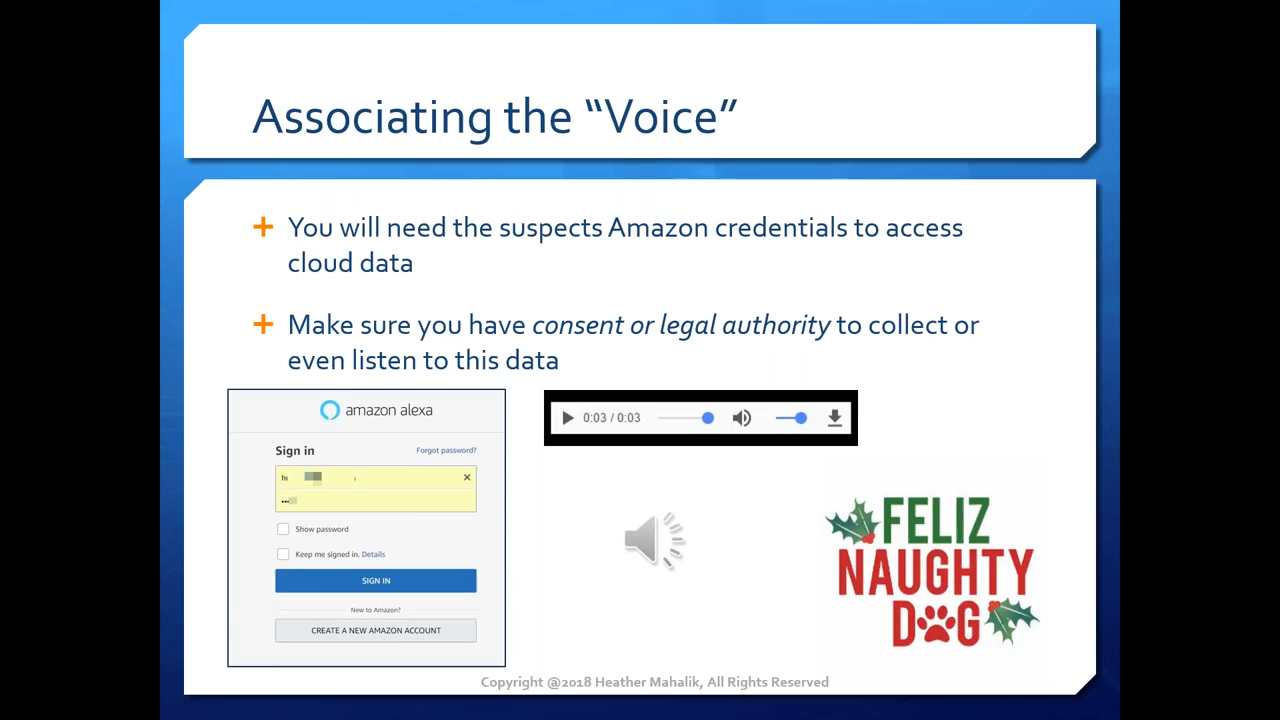 Associating the “Voice”
You will need the suspects Amazon credentials to access
cloud data
Make sure you have consent or legal authority to collect or
even listen to this data
amazon alexa
Sign in
Forgot password?
Show password
Keep me signed in. Details
SIGN IN
New to Amazon?
CREATE A NEW AMAZON ACCOUNT
0:03 / 0:03
FELIZ
NAUGHTY
DOG
Copyright @2018 Heather Mahalik, All Rights Reserved